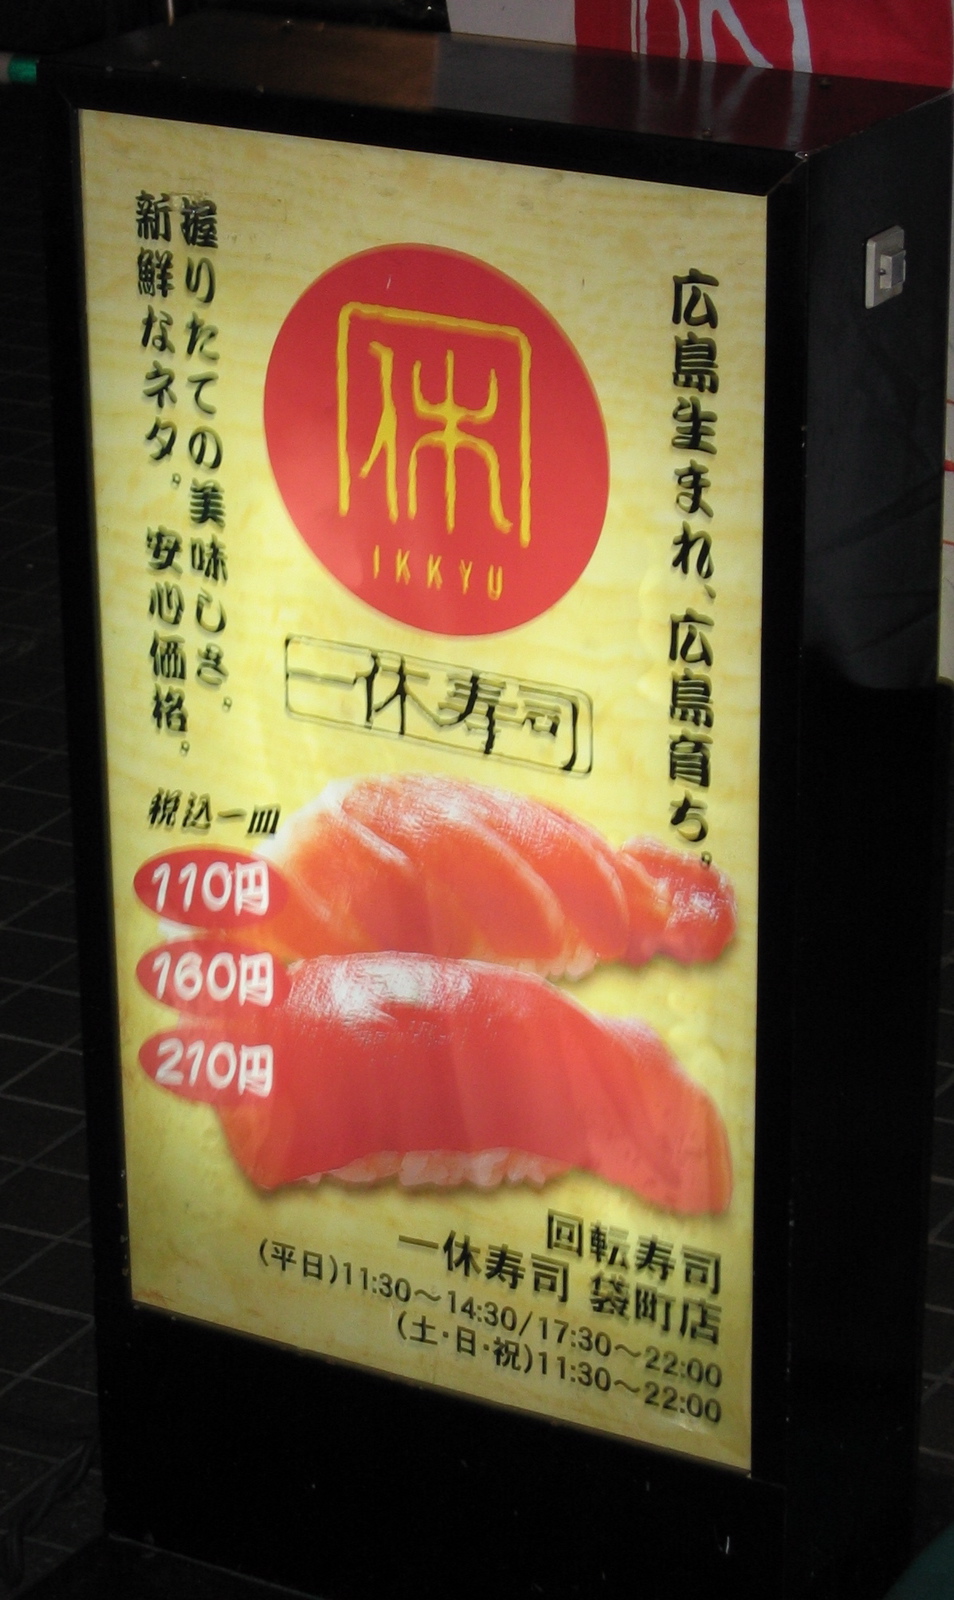 広島生まれ、広島育ち。
休
IKKYU
一休寿司
握りたての美味しさ。
新鮮なネタ。安心価格。
税込一皿
110円
160円
210円
回転寿司
一休寿司 袋町店
(平日)11:30～14:30/17:30～22:00
(土・日・祝)11:30～22:00